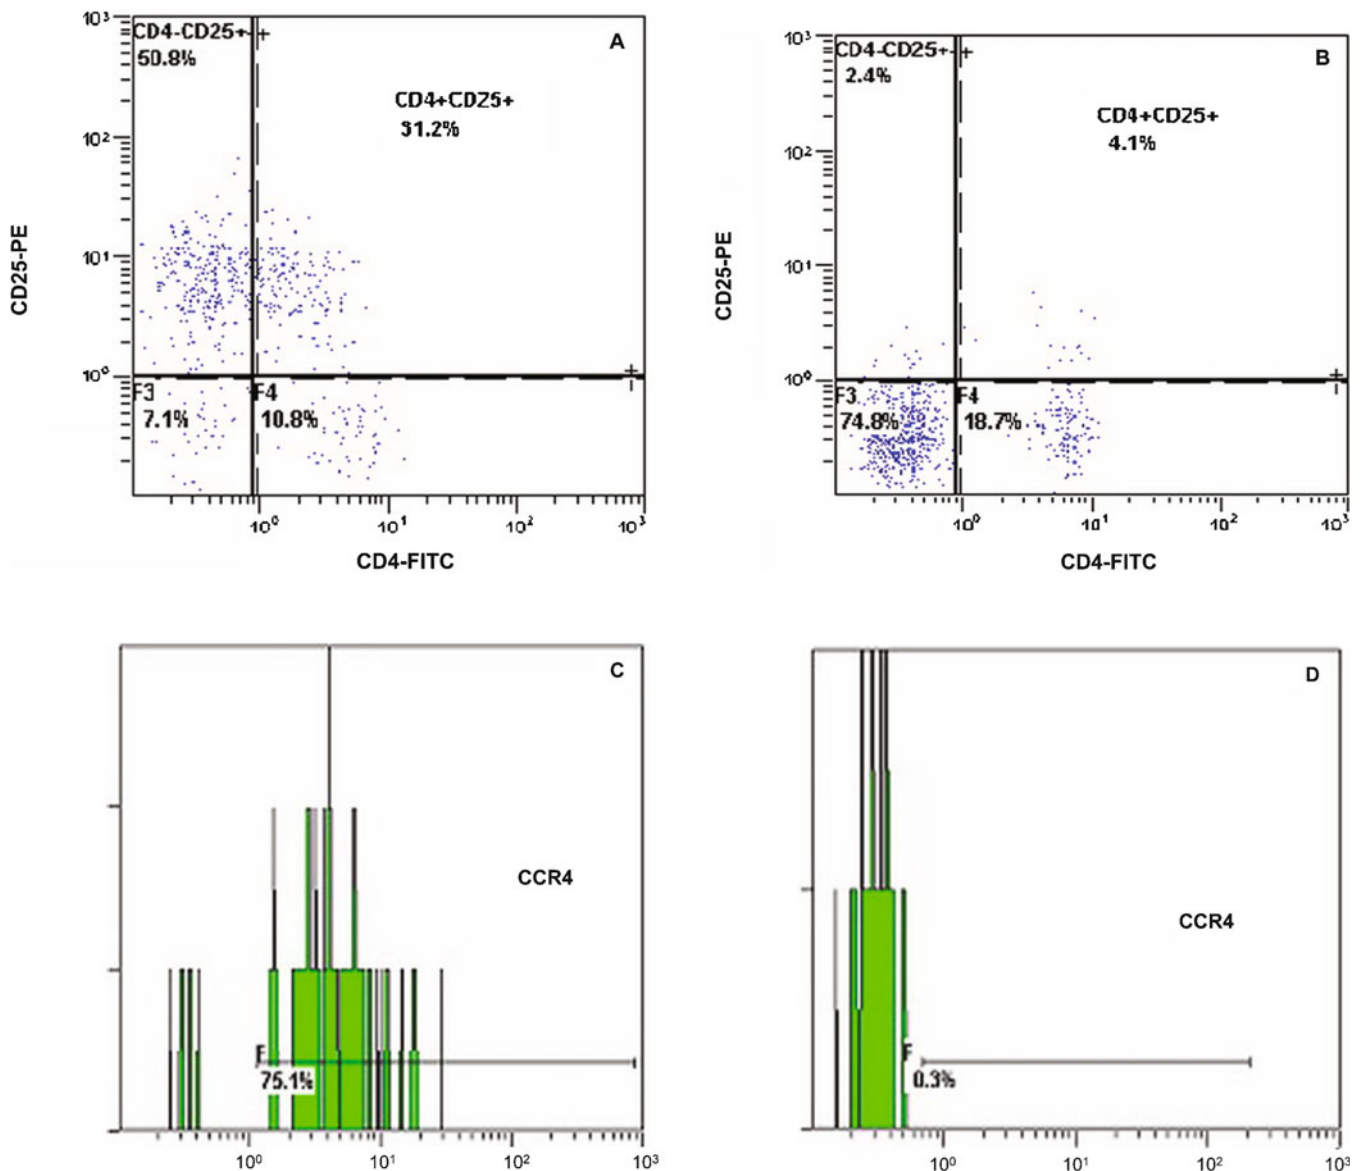 A
CD4-CD25+
50.8%
CD4+CD25+
31.2%
F3
7.1%
F4
10.8%
10³
10²
10¹
10⁰
10⁰ 10¹ 10² 10³
CD25-PE
CD4-FITC
B
CD4-CD25+
2.4%
CD4+CD25+
4.1%
F3
74.8%
F4
18.7%
10³
10²
10¹
10⁰
10⁰ 10¹ 10² 10³
CD25-PE
CD4-FITC
C
CCR4
F
75.1%
10⁰ 10¹ 10² 10³
D
CCR4
F
0.3%
10⁰ 10¹ 10² 10³